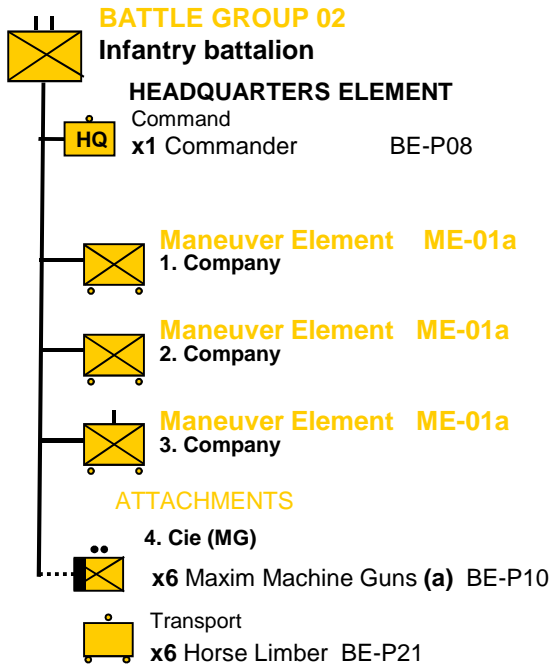 BATTLE GROUP 02
Infantry battalion
HEADQUARTERS ELEMENT
Command
HQ
x1 Commander BE-P08
Maneuver Element ME-01a
1. Company
Maneuver Element ME-01a
2. Company
Maneuver Element ME-01a
3. Company
ATTACHMENTS
4. Cie (MG)
x6 Maxim Machine Guns (a) BE-P10
Transport
x6 Horse Limber BE-P21